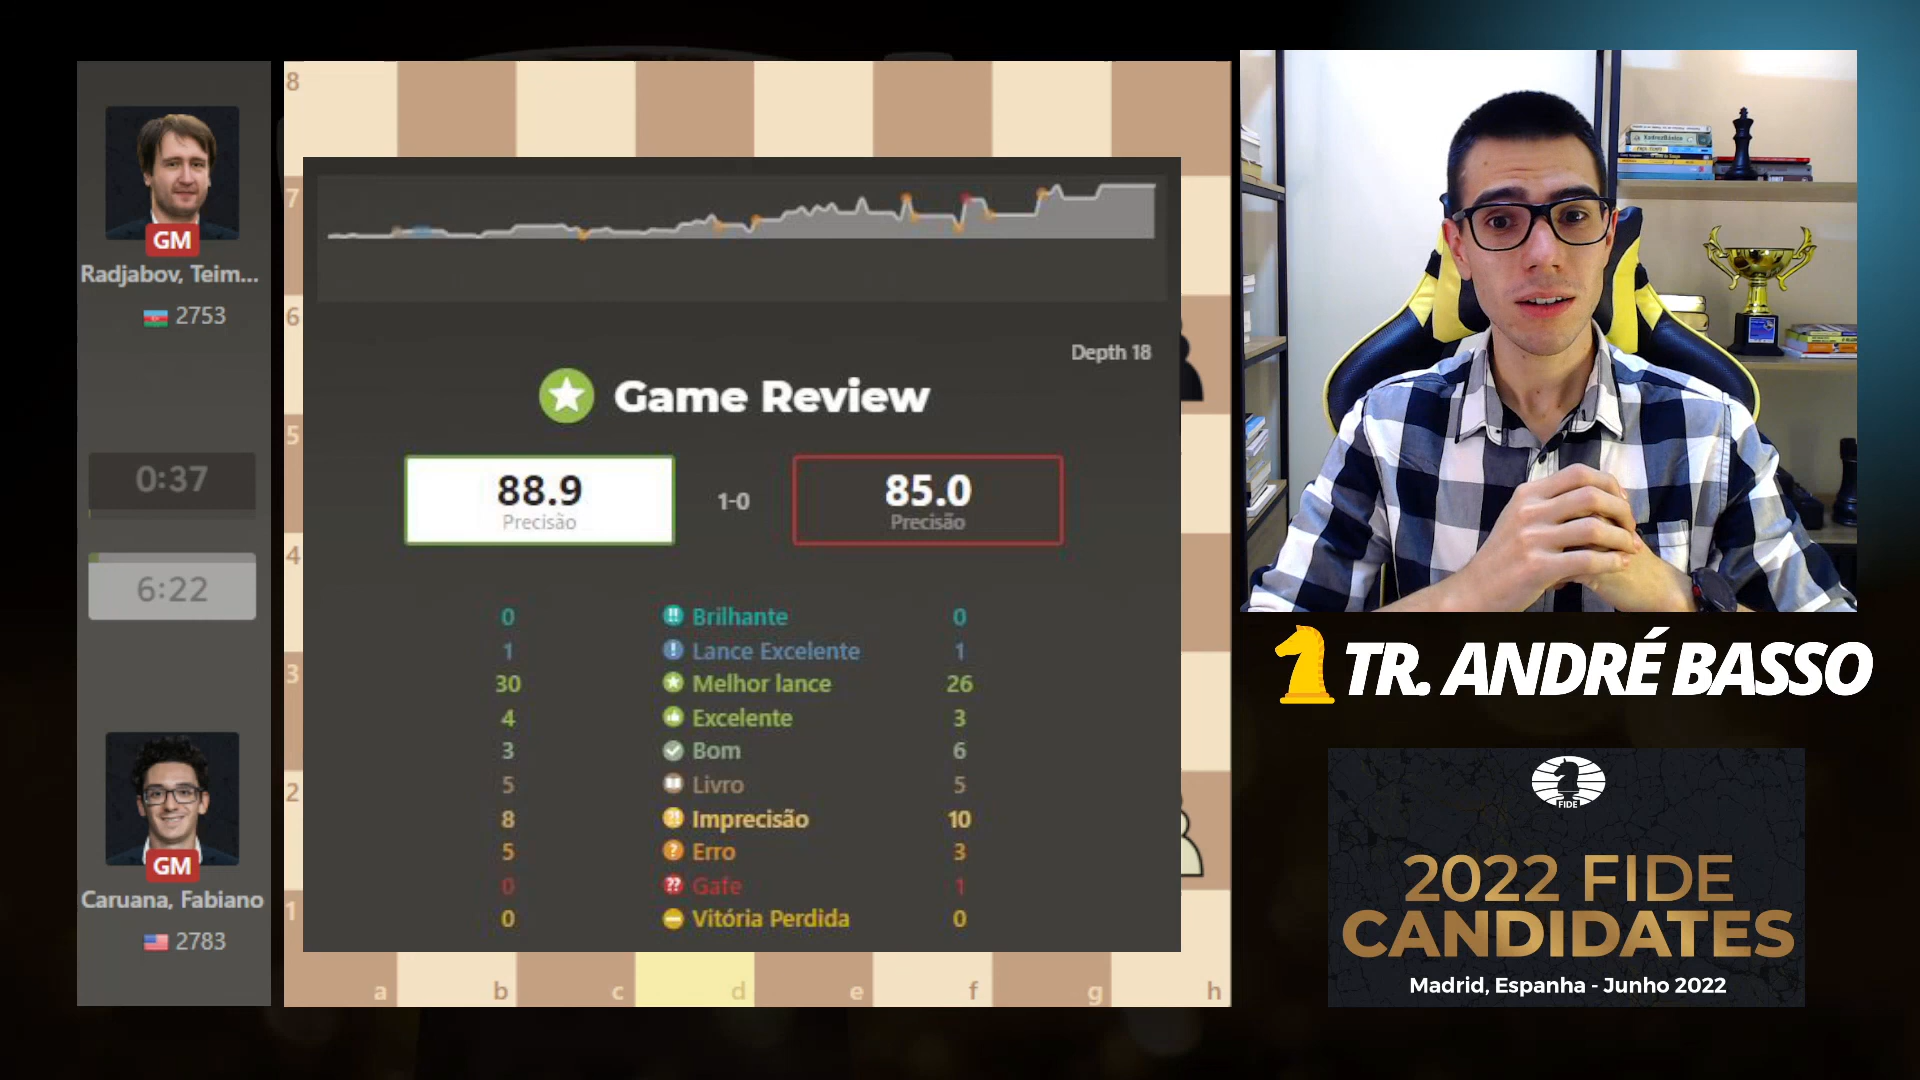 GM
Radjabov, Teim...
2753
0:37
6:22
GM
Caruana, Fabiano
2783
8
7
6
5
4
3
2
1
a b c d e f g h
Depth 18
Game Review
88.9
Precisão
1-0
85.0
Precisão
0 !! Brilhante 0
1 ! Lance Excelente 1
30 Melhor lance 26
4 Excelente 3
3 Bom 6
5 Livro 5
8 ?! Imprecisão 10
5 ? Erro 3
0 ?? Gafe 1
0 Vitória Perdida 0
TR. ANDRÉ BASSO
FIDE
2022 FIDE
CANDIDATES
Madrid, Espanha - Junho 2022